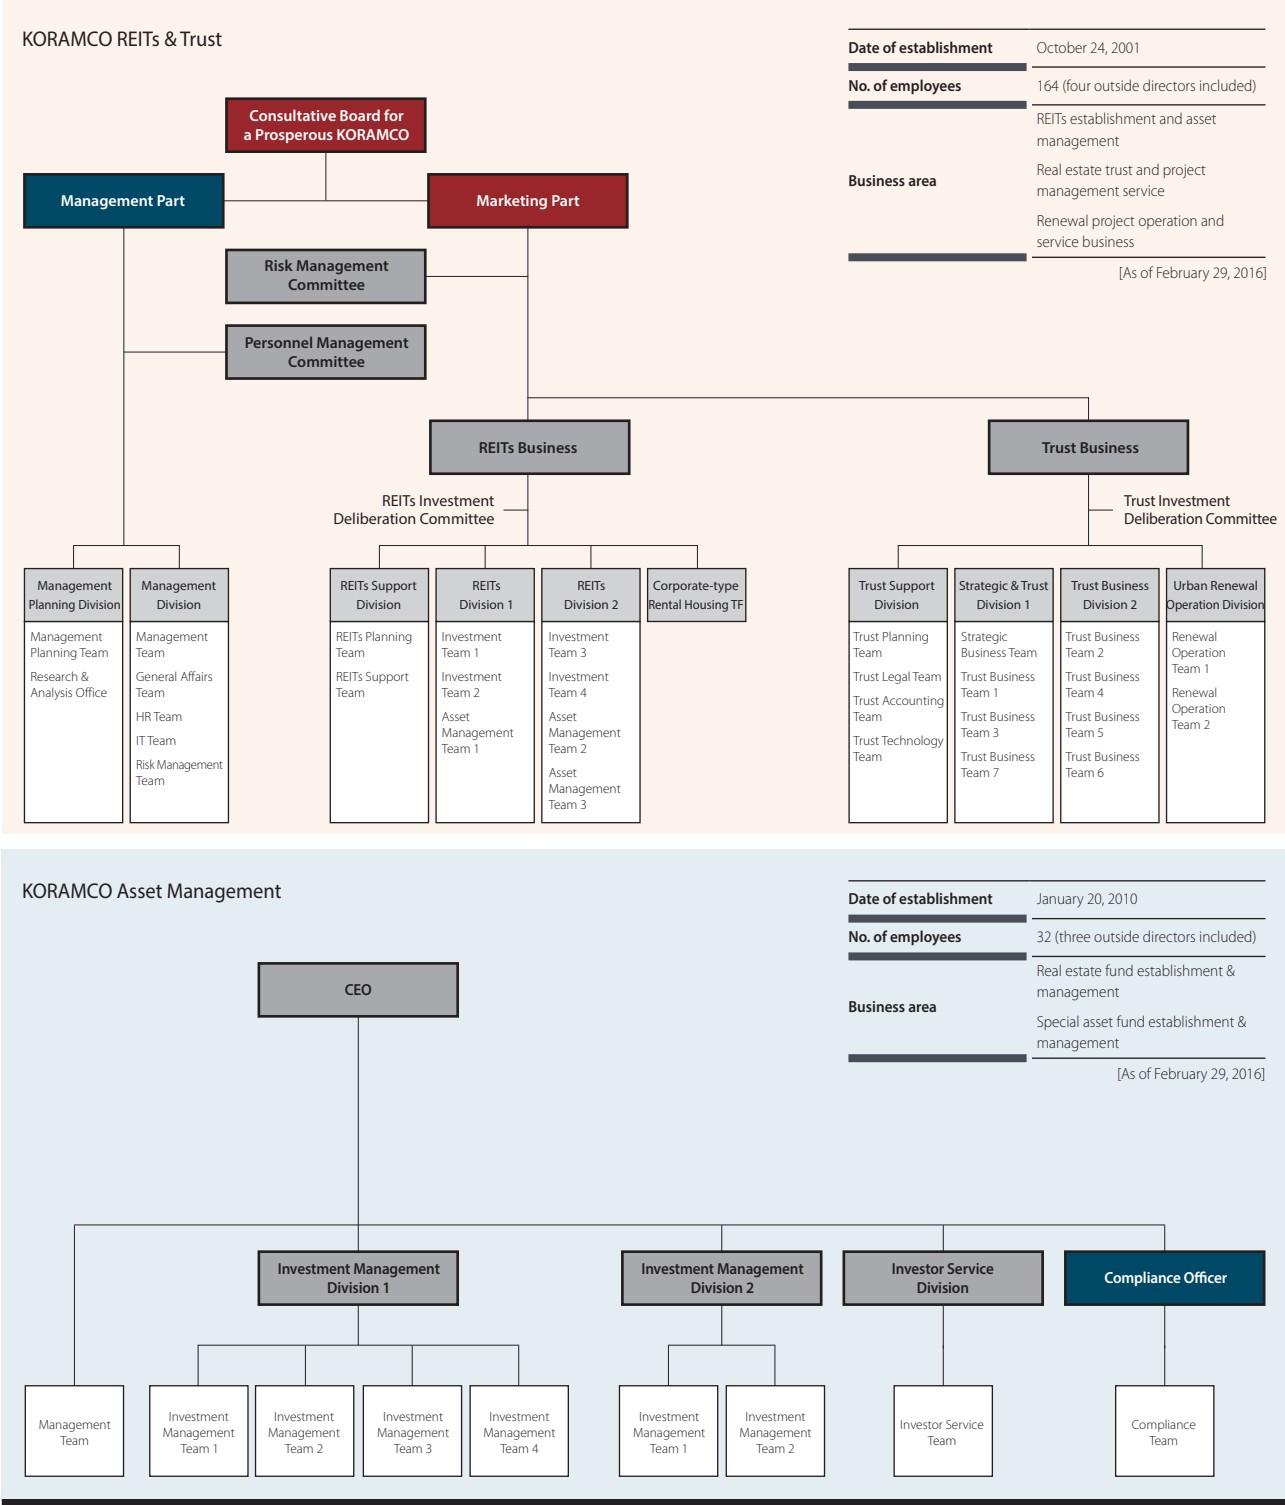 KORAMCO REITs & Trust
Date of establishment
October 24, 2001
No. of employees
164 (four outside directors included)
Business area
REITs establishment and asset
management
Real estate trust and project
management service
Renewal project operation and
service business
[As of February 29, 2016]
Consultative Board for
a Prosperous KORAMCO
Management Part
Marketing Part
Risk Management
Committee
Personnel Management
Committee
REITs Business
Trust Business
REITs Investment
Deliberation Committee
Trust Investment
Deliberation Committee
Management
Planning Division
Management
Planning Team
Research &
Analysis Office
Management
Division
Management
Team
General Affairs
Team
HR Team
IT Team
Risk Management
Team
REITs Support
Division
REITs Planning
Team
REITs Support
Team
REITs
Division 1
Investment
Team 1
Investment
Team 2
Asset
Management
Team 1
REITs
Division 2
Investment
Team 3
Investment
Team 4
Asset
Management
Team 2
Asset
Management
Team 3
Corporate-type
Rental Housing TF
Trust Support
Division
Trust Planning
Team
Trust Legal Team
Trust Accounting
Team
Trust Technology
Team
Strategic & Trust
Division 1
Strategic
Business Team
Trust Business
Team 1
Trust Business
Team 3
Trust Business
Team 7
Trust Business
Division 2
Trust Business
Team 2
Trust Business
Team 4
Trust Business
Team 5
Trust Business
Team 6
Urban Renewal
Operation Division
Renewal
Operation
Team 1
Renewal
Operation
Team 2
KORAMCO Asset Management
Date of establishment
January 20, 2010
No. of employees
32 (three outside directors included)
Business area
Real estate fund establishment &
management
Special asset fund establishment &
management
[As of February 29, 2016]
CEO
Investment Management
Division 1
Investment Management
Division 2
Investor Service
Division
Compliance Officer
Management
Team
Investment
Management
Team 1
Investment
Management
Team 2
Investment
Management
Team 3
Investment
Management
Team 4
Investment
Management
Team 1
Investment
Management
Team 2
Investor Service
Team
Compliance
Team